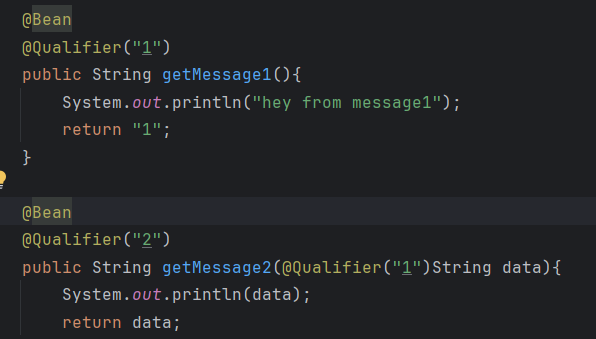 @Bean
@Qualifier("1")
public String getMessage1(){
    System.out.println("hey from message1");
    return "1";
}
@Bean
@Qualifier("2")
public String getMessage2(@Qualifier("1")String data){
    System.out.println(data);
    return data;